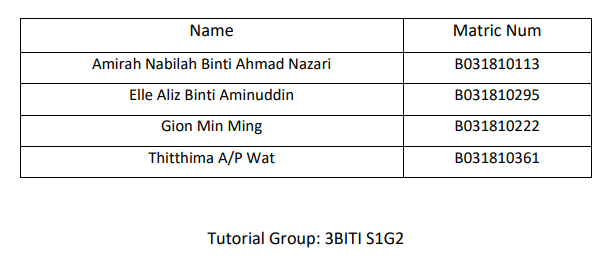 Name Matric Num
Amirah Nabilah Binti Ahmad Nazari B031810113
Elle Aliz Binti Aminuddin B031810295
Gion Min Ming B031810222
Thitthima A/P Wat B031810361
Tutorial Group: 3BITI S1G2